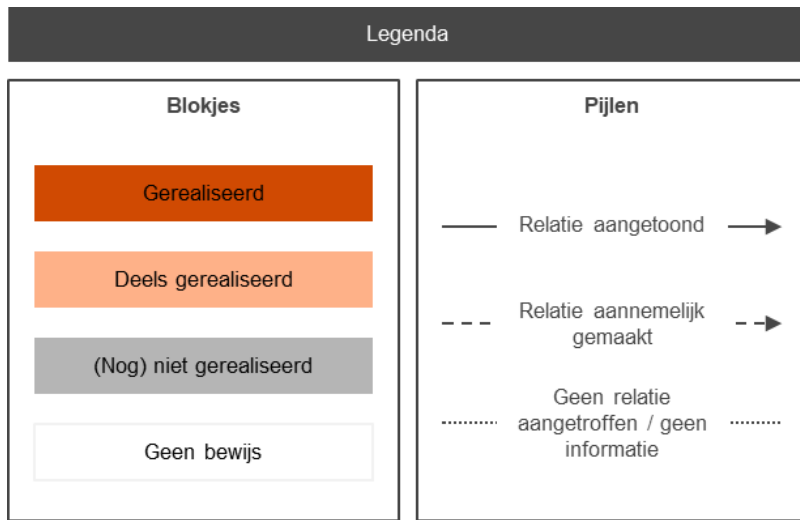 Legenda
Blokjes
Gerealiseerd
Deels gerealiseerd
(Nog) niet gerealiseerd
Geen bewijs
Pijlen
Relatie aangetoond
Relatie aannemelijk
gemaakt
Geen relatie
aangetroffen / geen
informatie